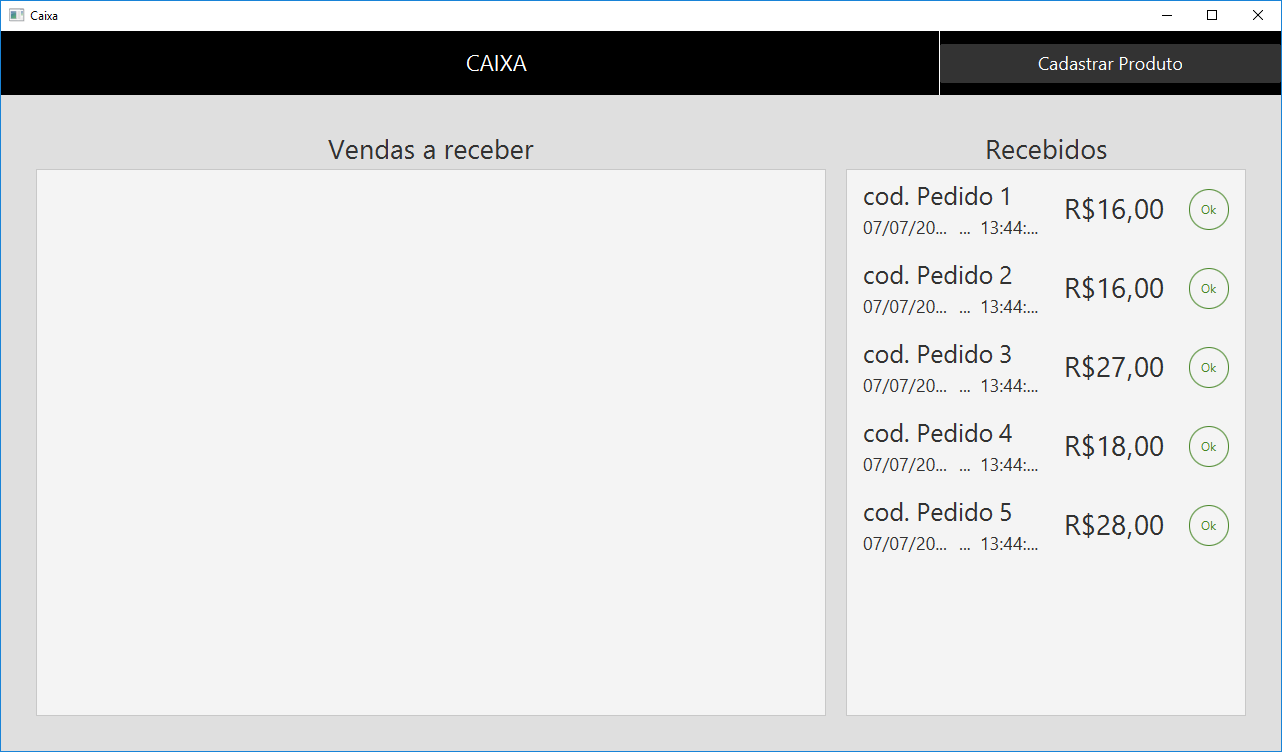 Caixa
CAIXA
Cadastrar Produto
Vendas a receber
Recebidos
cod. Pedido 1
R$16,00
Ok
07/07/20... ... 13:44:...
cod. Pedido 2
R$16,00
Ok
07/07/20... ... 13:44:...
cod. Pedido 3
R$27,00
Ok
07/07/20... ... 13:44:...
cod. Pedido 4
R$18,00
Ok
07/07/20... ... 13:44:...
cod. Pedido 5
R$28,00
Ok
07/07/20... ... 13:44:...